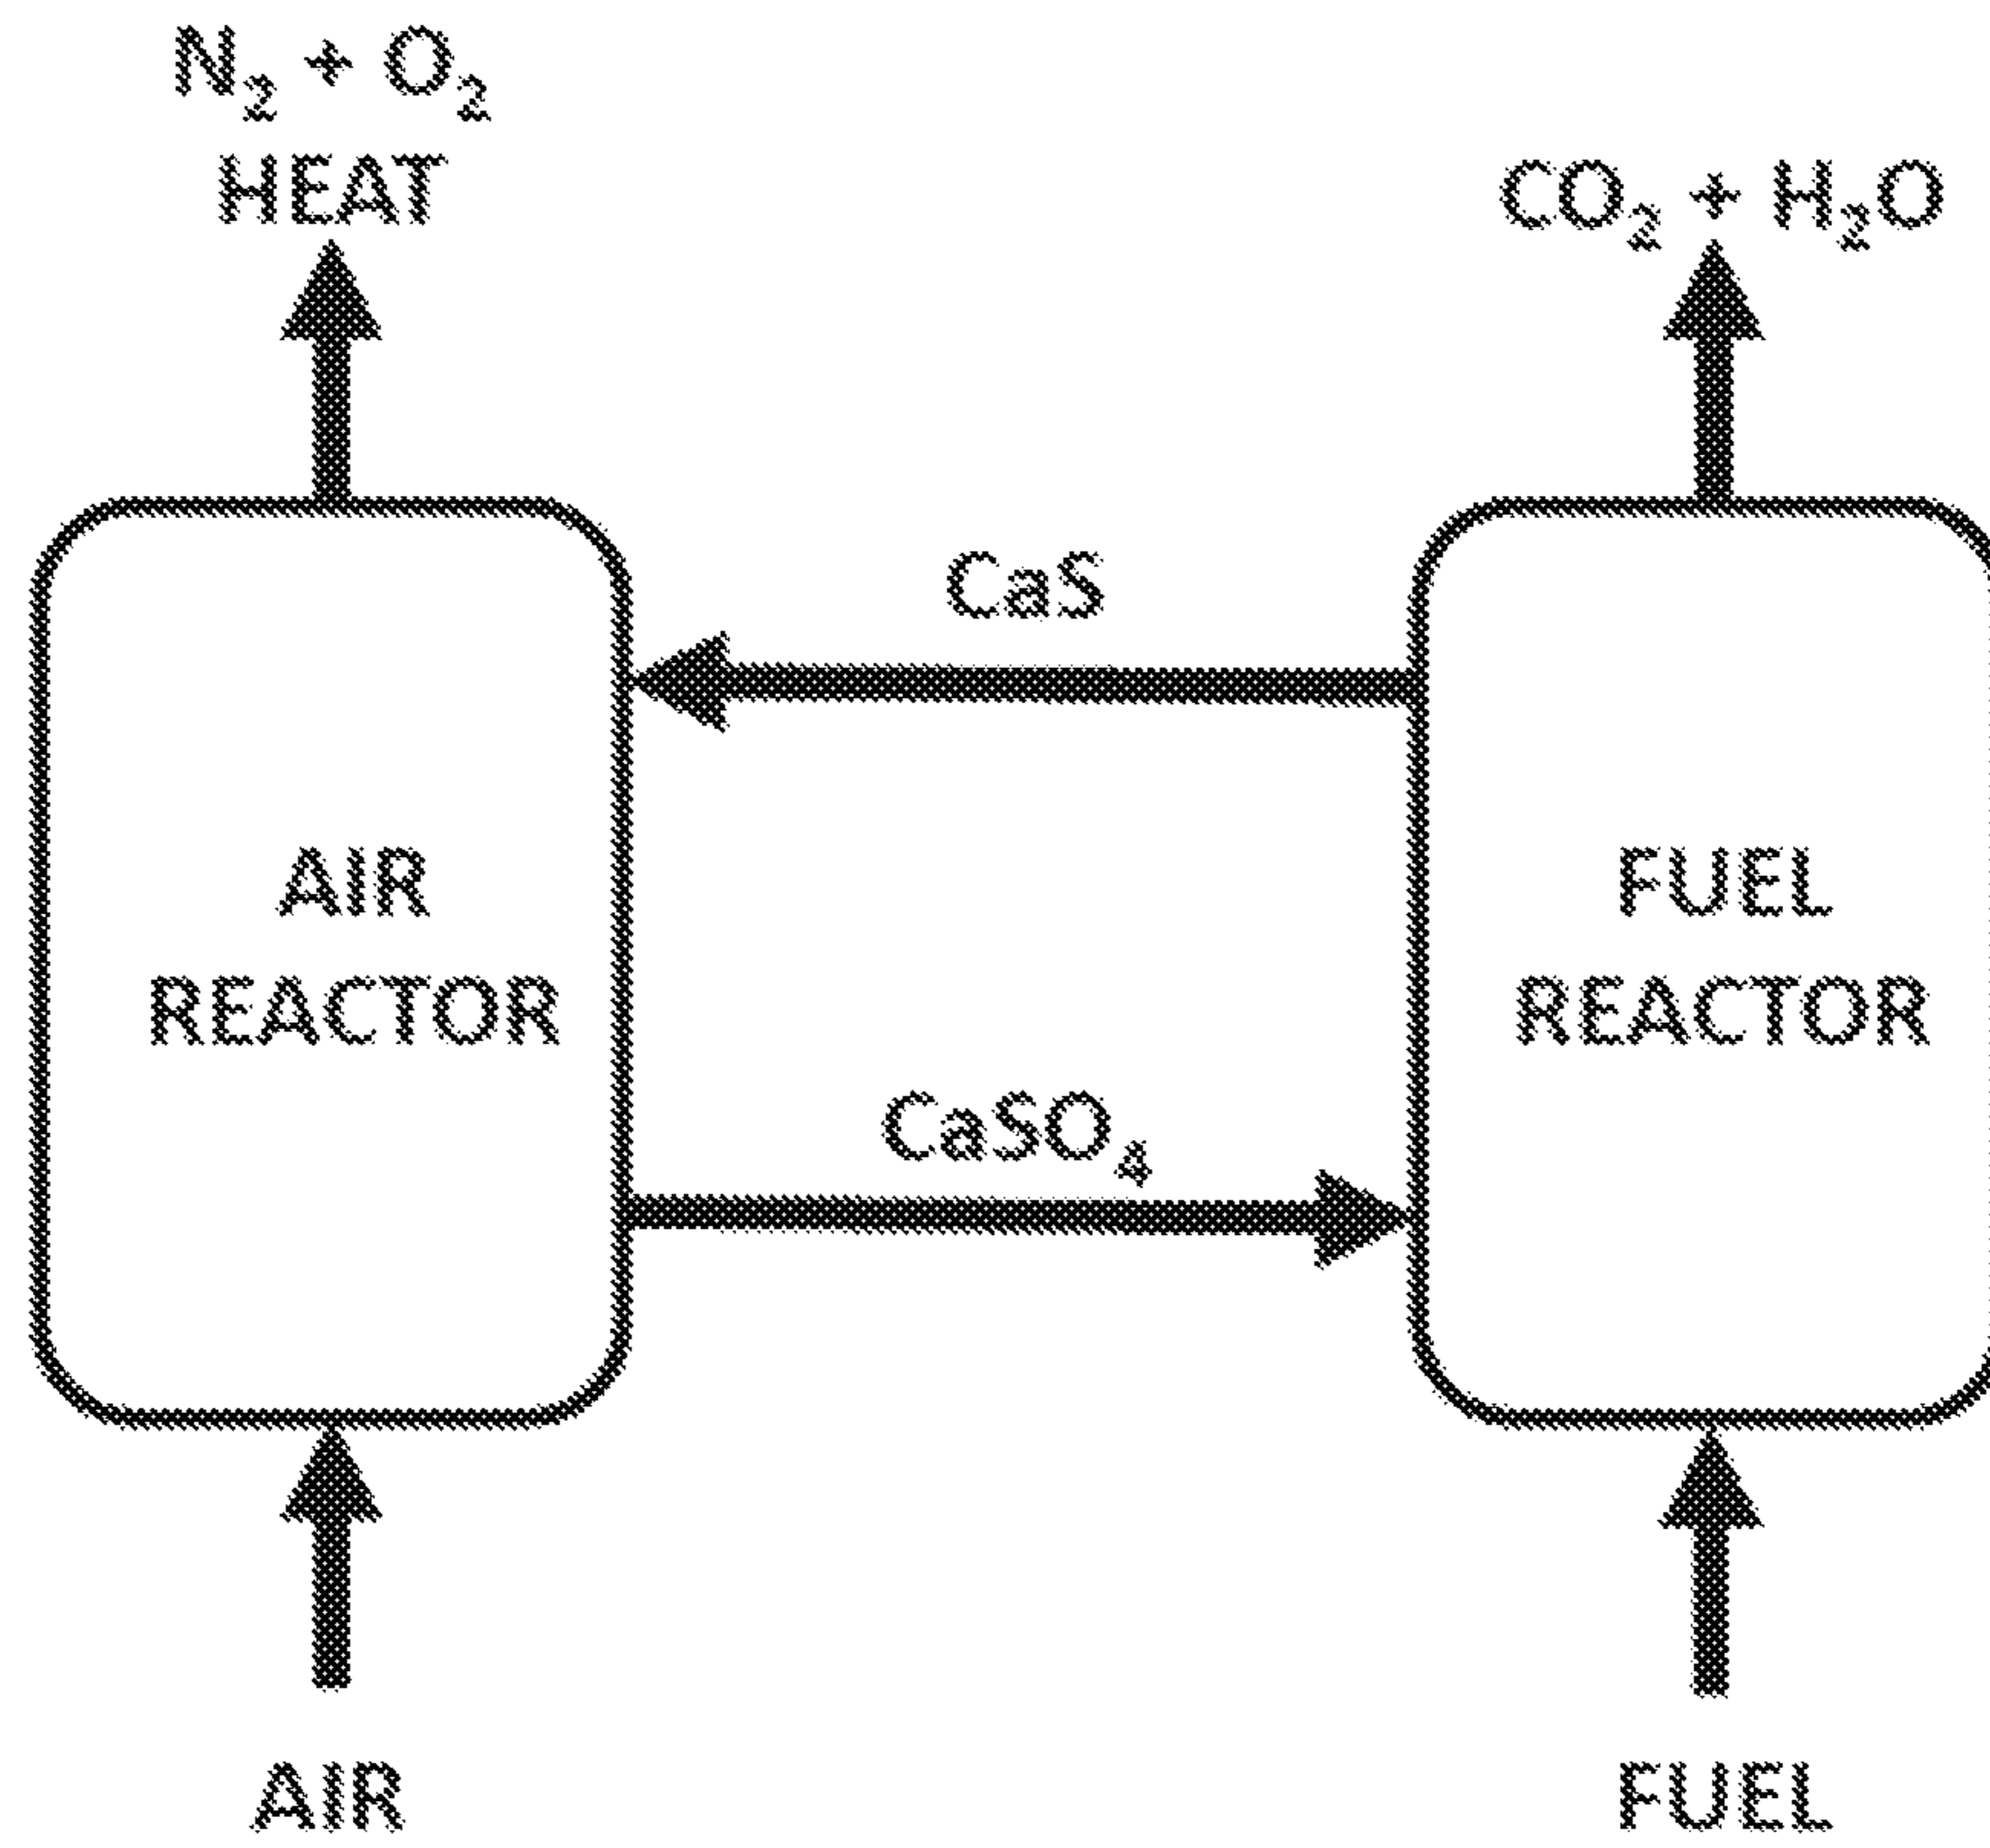 N₂ + O₂
HEAT
CO₂ + H₂O
CaS
AIR
REACTOR
FUEL
REACTOR
CaSO₄
AIR
FUEL